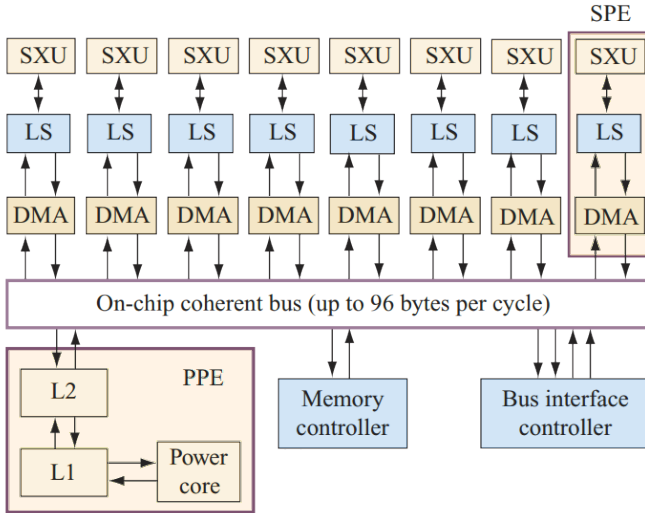 SPE
SXU SXU SXU SXU SXU SXU SXU SXU
LS LS LS LS LS LS LS LS
DMA DMA DMA DMA DMA DMA DMA DMA
On-chip coherent bus (up to 96 bytes per cycle)
PPE
L2
L1
Power
core
Memory
controller
Bus interface
controller